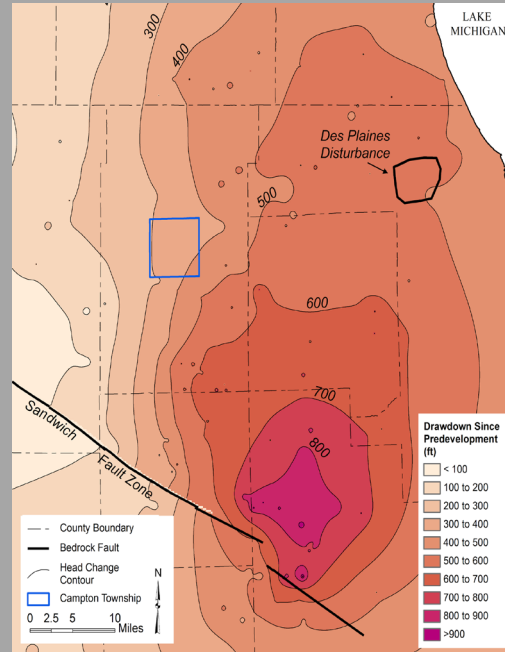 LAKE
MICHIGAN
300
400
Des Plaines
Disturbance
500
600
700
800
Sandwich
Fault Zone
Drawdown Since
Predevelopment
(ft)
< 100
100 to 200
200 to 300
300 to 400
400 to 500
500 to 600
600 to 700
700 to 800
800 to 900
>900
County Boundary
Bedrock Fault
Head Change
Contour
Campton Township
N
0 2.5 5 10
Miles